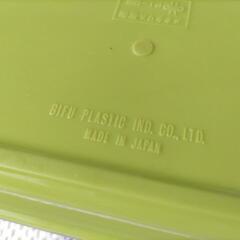 GIFU PLASTIC IND. CO., LTD.
MADE IN JAPAN